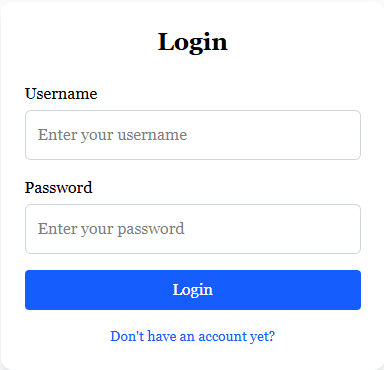 Login
Username
Enter your username
Password
Enter your password
Login
Don't have an account yet?